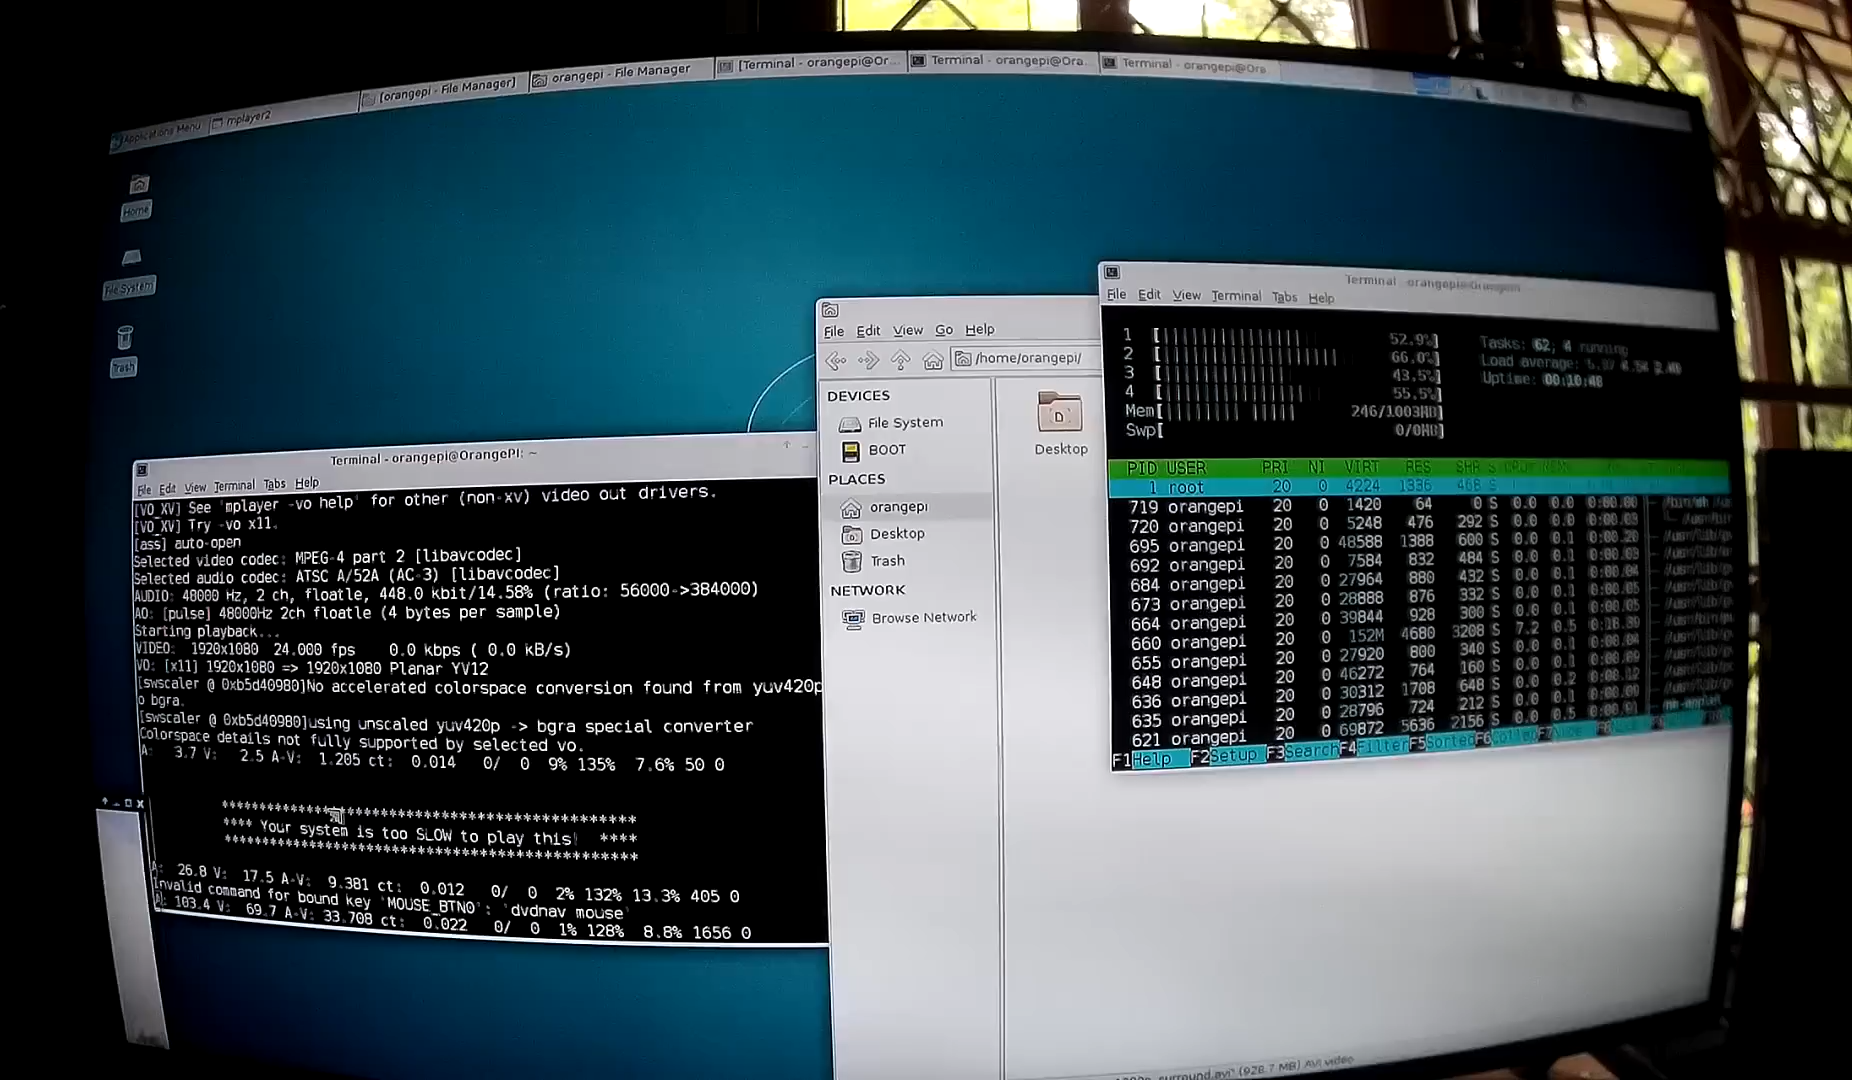 Applications Menu
mplayer2
[orangepi - File Manager]
orangepi - File Manager
[Terminal - orangepi@Or...
Terminal - orangepi@Ora...
Terminal - orangepi@Ora
Home
File System
Trash
Terminal - orangepi@OrangePI: ~
File Edit View Terminal Tabs Help
[VO_XV] See 'mplayer -vo help' for other (non-xv) video out drivers.
[VO_XV] Try -vo x11.
[ass] auto-open
Selected video codec: MPEG-4 part 2 [libavcodec]
Selected audio codec: ATSC A/52A (AC-3) [libavcodec]
AUDIO: 48000 Hz, 2 ch, floatle, 448.0 kbit/14.58% (ratio: 56000->384000)
AO: [pulse] 48000Hz 2ch floatle (4 bytes per sample)
Starting playback...
VIDEO: 1920x1080 24.000 fps 0.0 kbps ( 0.0 kB/s)
VO: [x11] 1920x1080 => 1920x1080 Planar YV12
[swscaler @ 0xb5d40980]No accelerated colorspace conversion found from yuv420p
o bgra.
[swscaler @ 0xb5d40980]using unscaled yuv420p -> bgra special converter
Colorspace details not fully supported by selected vo.
A: 3.7 V: 2.5 A-V: 1.205 ct: 0.014 0/ 0 9% 135% 7.6% 50 0
********************************************
**** Your system is too SLOW to play this! ****
********************************************
A: 26.8 V: 17.5 A-V: 9.381 ct: 0.012 0/ 0 2% 132% 13.3% 405 0
Invalid command for bound key 'MOUSE_BTN0': 'dvdnav mouse'
A: 103.4 V: 69.7 A-V: 33.708 ct: 0.022 0/ 0 1% 128% 8.8% 1656 0
File Edit View Go Help
/home/orangepi/
DEVICES
File System
BOOT
PLACES
orangepi
Desktop
Trash
NETWORK
Browse Network
Desktop
surround.avi" (928.7 MB) AVI video
Terminal - orangepi@Orangepi
File Edit View Terminal Tabs Help
1 [ 52.9%]
2 [ 66.0%]
3 [ 43.5%]
4 [ 55.5%]
Mem[ 246/1003MB]
Swp[ 0/0MB]
Tasks: 62, 4 running
Load average:
Uptime: 00:10:48
PID USER PRI NI VIRT RES SHR S
1 root 20 0 4224 1336 468 S
719 orangepi 20 0 1420 64 0 S 0.0 0.0
720 orangepi 20 0 5248 476 292 S 0.0 0.0
695 orangepi 20 0 48588 1388 600 S 0.0 0.1
692 orangepi 20 0 7584 832 484 S 0.0 0.1
684 orangepi 20 0 27964 880 432 S 0.0 0.1
673 orangepi 20 0 28888 876 332 S 0.0 0.1
664 orangepi 20 0 39844 928 300 S 0.0 0.1
660 orangepi 20 0 152M 4680 3208 S 7.2 0.5
655 orangepi 20 0 27920 800 340 S 0.0 0.1
648 orangepi 20 0 46272 764 160 S 0.0 0.1
636 orangepi 20 0 30312 1708 648 S 0.0 0.2
635 orangepi 20 0 28796 724 212 S 0.0 0.1
621 orangepi 20 0 69872 5636 2156 S 0.0 0.5
F1Help F2Setup F3Search F4Filter F5Sorted F6Collap F7Nice